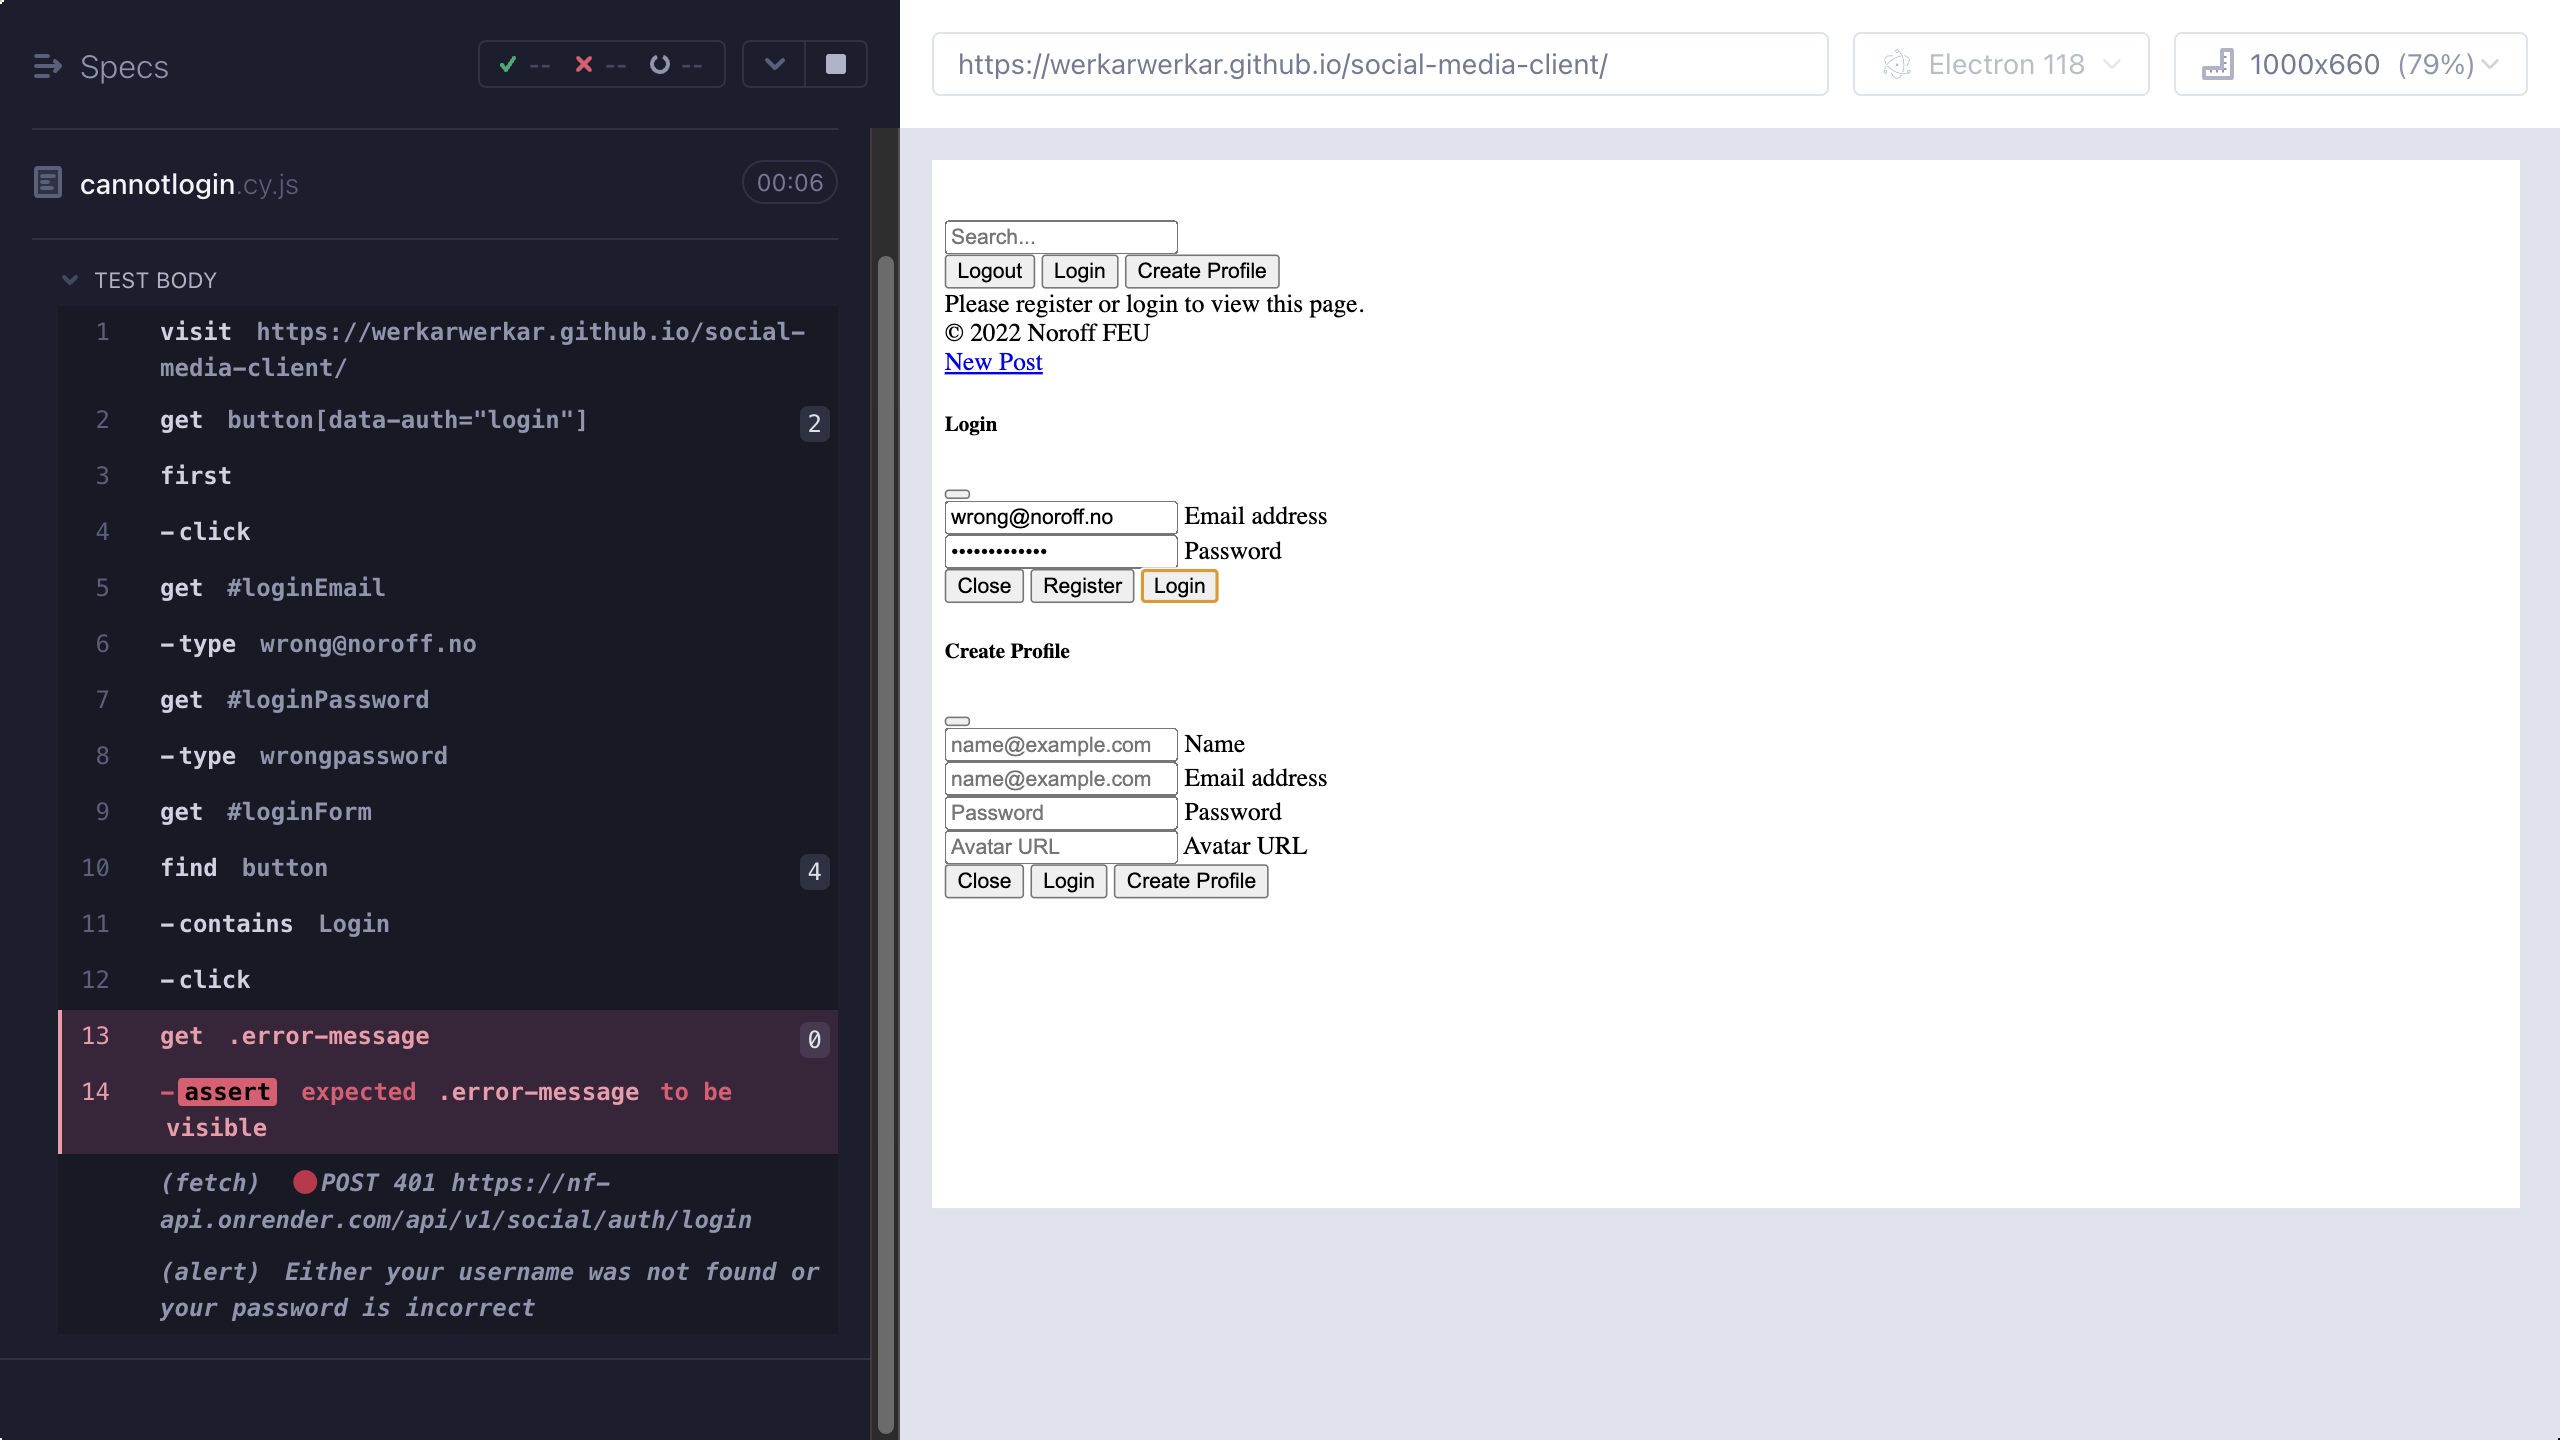 Specs
-- -- --
cannotlogin.cy.js 00:06
TEST BODY
1 visit https://werkarwerkar.github.io/social-
media-client/
2 get button[data-auth="login"] 2
3 first
4 -click
5 get #loginEmail
6 -type wrong@noroff.no
7 get #loginPassword
8 -type wrongpassword
9 get #loginForm
10 find button 4
11 -contains Login
12 -click
13 get .error-message 0
14 -assert expected .error-message to be
visible
(fetch) POST 401 https://nf-
api.onrender.com/api/v1/social/auth/login
(alert) Either your username was not found or
your password is incorrect
https://werkarwerkar.github.io/social-media-client/ Electron 118 1000x660 (79%)
Search...
Logout Login Create Profile
Please register or login to view this page.
© 2022 Noroff FEU
New Post
Login
wrong@noroff.no Email address
••••••••••••• Password
Close Register Login
Create Profile
name@example.com Name
name@example.com Email address
Password Password
Avatar URL Avatar URL
Close Login Create Profile